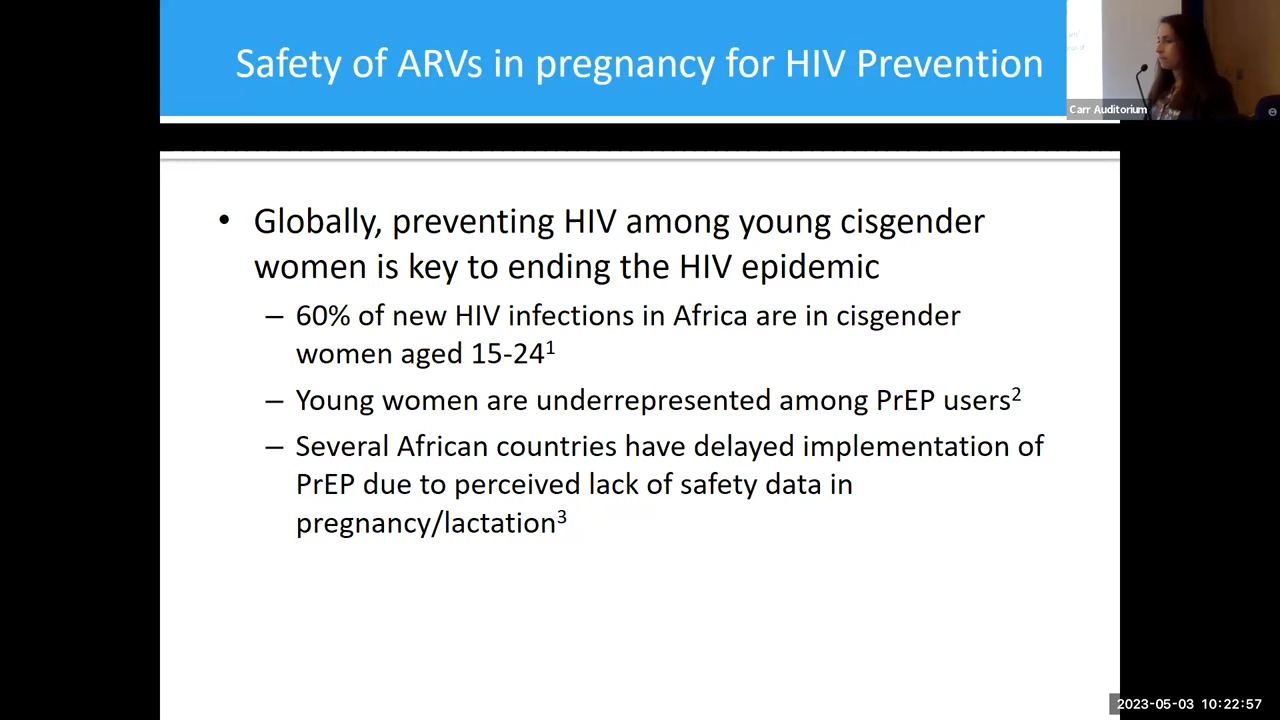 Safety of ARVs in pregnancy for HIV Prevention
Carr Auditorium
• Globally, preventing HIV among young cisgender
women is key to ending the HIV epidemic
– 60% of new HIV infections in Africa are in cisgender
women aged 15-24¹
– Young women are underrepresented among PrEP users²
– Several African countries have delayed implementation of
PrEP due to perceived lack of safety data in
pregnancy/lactation³
2023-05-03 10:22:57